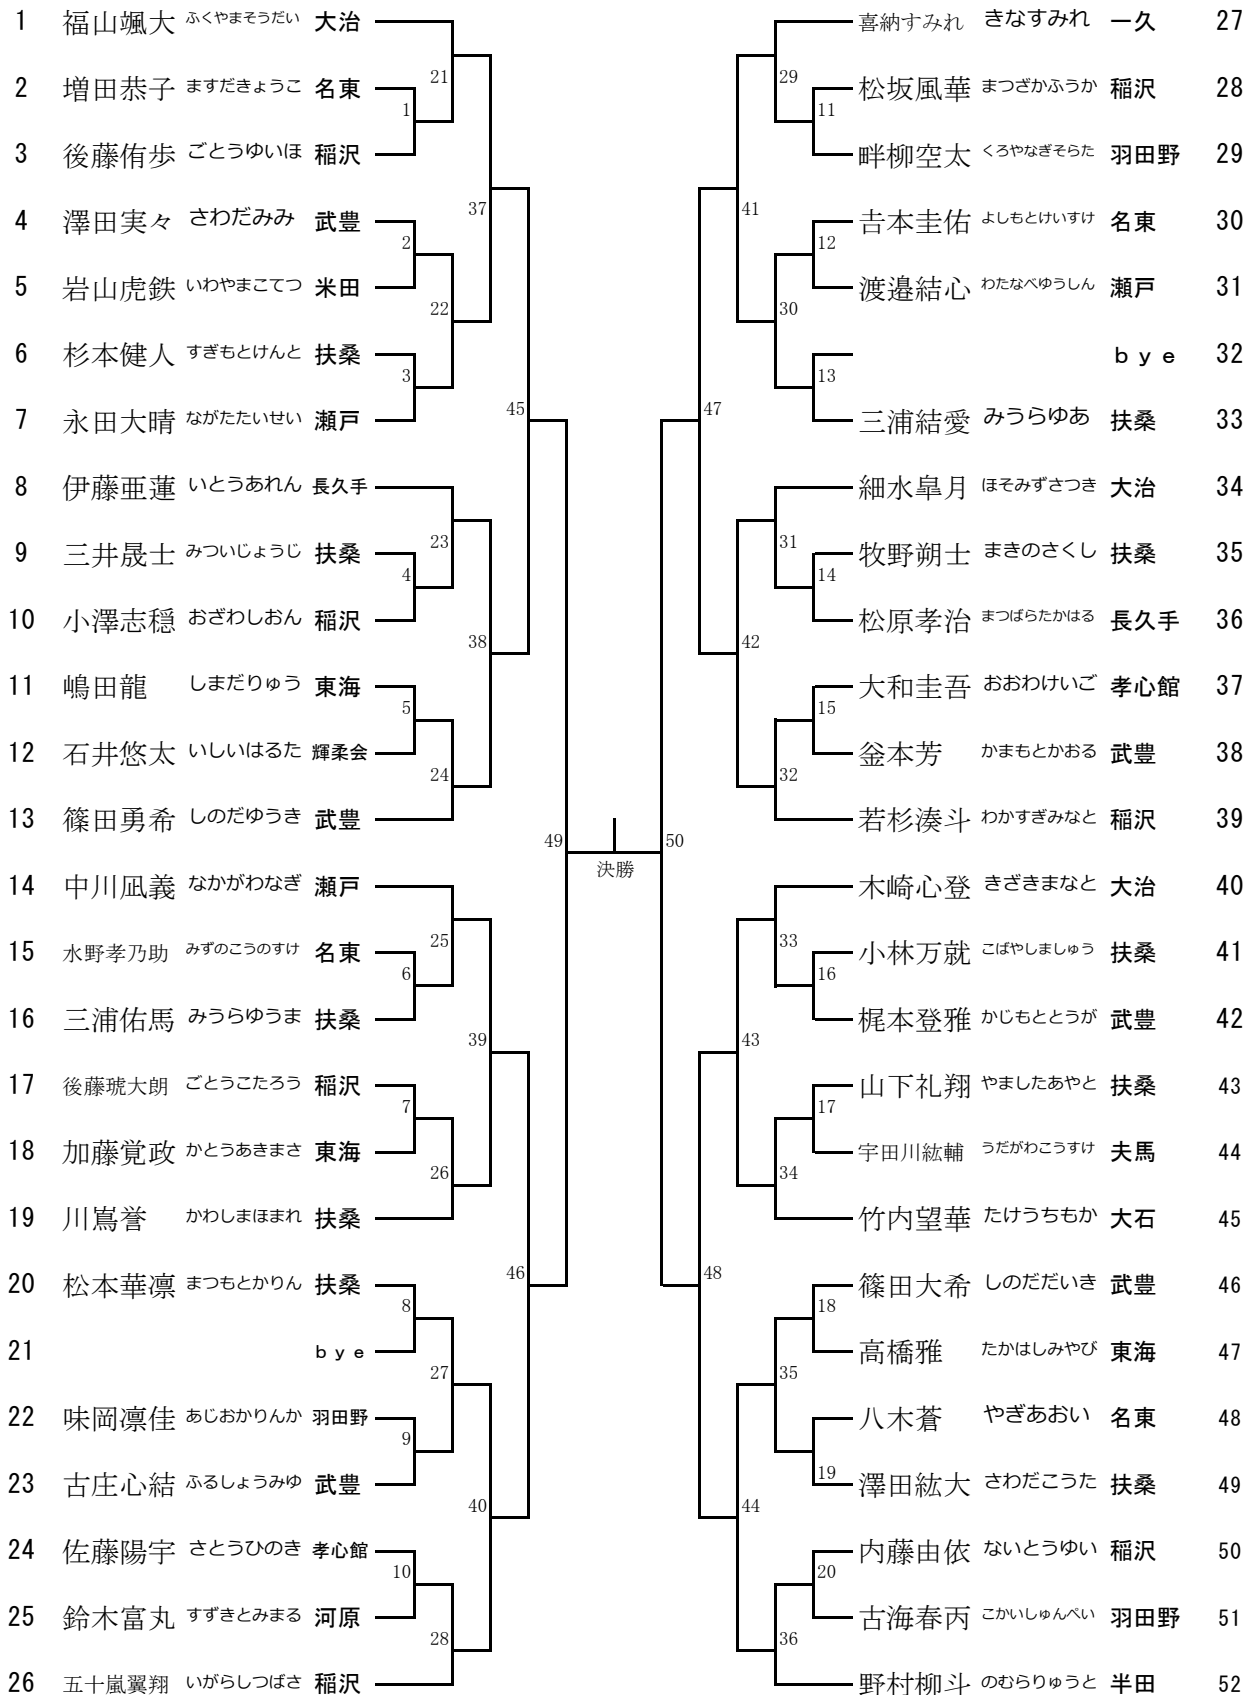 1 福山颯大 ふくやまそうだい 大治
2 増田恭子 ますだきょうこ 名東
3 後藤侑歩 ごとうゆいほ 稲沢
4 澤田実々 さわだみみ 武豊
5 岩山虎鉄 いわやまこてつ 米田
6 杉本健人 すぎもとけんと 扶桑
7 永田大晴 ながたたいせい 瀬戸
8 伊藤亜蓮 いとうあれん 長久手
9 三井晟士 みついじょうじ 扶桑
10 小澤志穏 おざわしおん 稲沢
11 嶋田龍 しまだりゅう 東海
12 石井悠太 いしいはるた 輝柔会
13 篠田勇希 しのだゆうき 武豊
14 中川凪義 なかがわなぎ 瀬戸
15 水野孝乃助 みずのこうのすけ 名東
16 三浦佑馬 みうらゆうま 扶桑
17 後藤琥大朗 ごとうこたろう 稲沢
18 加藤覚政 かとうあきまさ 東海
19 川嶌誉 かわしまほまれ 扶桑
20 松本華凛 まつもとかりん 扶桑
21 ｂｙｅ
22 味岡凛佳 あじおかりんか 羽田野
23 古庄心結 ふるしょうみゆ 武豊
24 佐藤陽宇 さとうひのき 孝心館
25 鈴木富丸 すずきとみまる 河原
26 五十嵐翼翔 いがらしつばさ 稲沢
1
2
3
4
5
6
7
8
9
10
21
22
23
24
25
26
27
28
37
38
39
40
45
46
49
決勝
50
47
48
41
42
43
44
29
30
31
32
33
34
35
36
11
12
13
14
15
16
17
18
19
20
喜納すみれ きなすみれ 一久 27
松坂風華 まつざかふうか 稲沢 28
畔柳空太 くろやなぎそらた 羽田野 29
𠮷本圭佑 よしもとけいすけ 名東 30
渡邉結心 わたなべゆうしん 瀬戸 31
ｂｙｅ 32
三浦結愛 みうらゆあ 扶桑 33
細水皐月 ほそみずさつき 大治 34
牧野朔士 まきのさくし 扶桑 35
松原孝治 まつばらたかはる 長久手 36
大和圭吾 おおわけいご 孝心館 37
釡本芳 かまもとかおる 武豊 38
若杉湊斗 わかすぎみなと 稲沢 39
木崎心登 きざきまなと 大治 40
小林万就 こばやしましゅう 扶桑 41
梶本登雅 かじもととうが 武豊 42
山下礼翔 やましたあやと 扶桑 43
宇田川紘輔 うだがわこうすけ 夫馬 44
竹内望華 たけうちもか 大石 45
篠田大希 しのだだいき 武豊 46
高橋雅 たかはしみやび 東海 47
八木蒼 やぎあおい 名東 48
澤田紘大 さわだこうた 扶桑 49
内藤由依 ないとうゆい 稲沢 50
古海春丙 こかいしゅんぺい 羽田野 51
野村柳斗 のむらりゅうと 半田 52